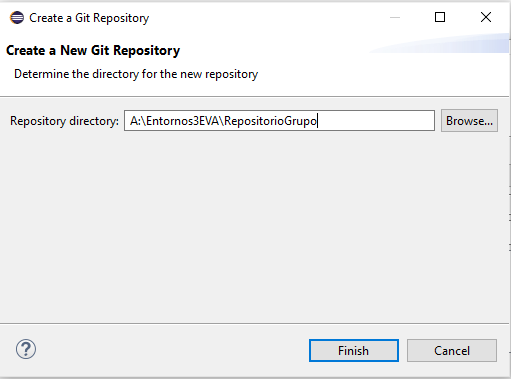 Create a Git Repository
Create a New Git Repository
Determine the directory for the new repository
Repository directory: A:\Entornos3EVA\RepositorioGrupo Browse...
? Finish Cancel